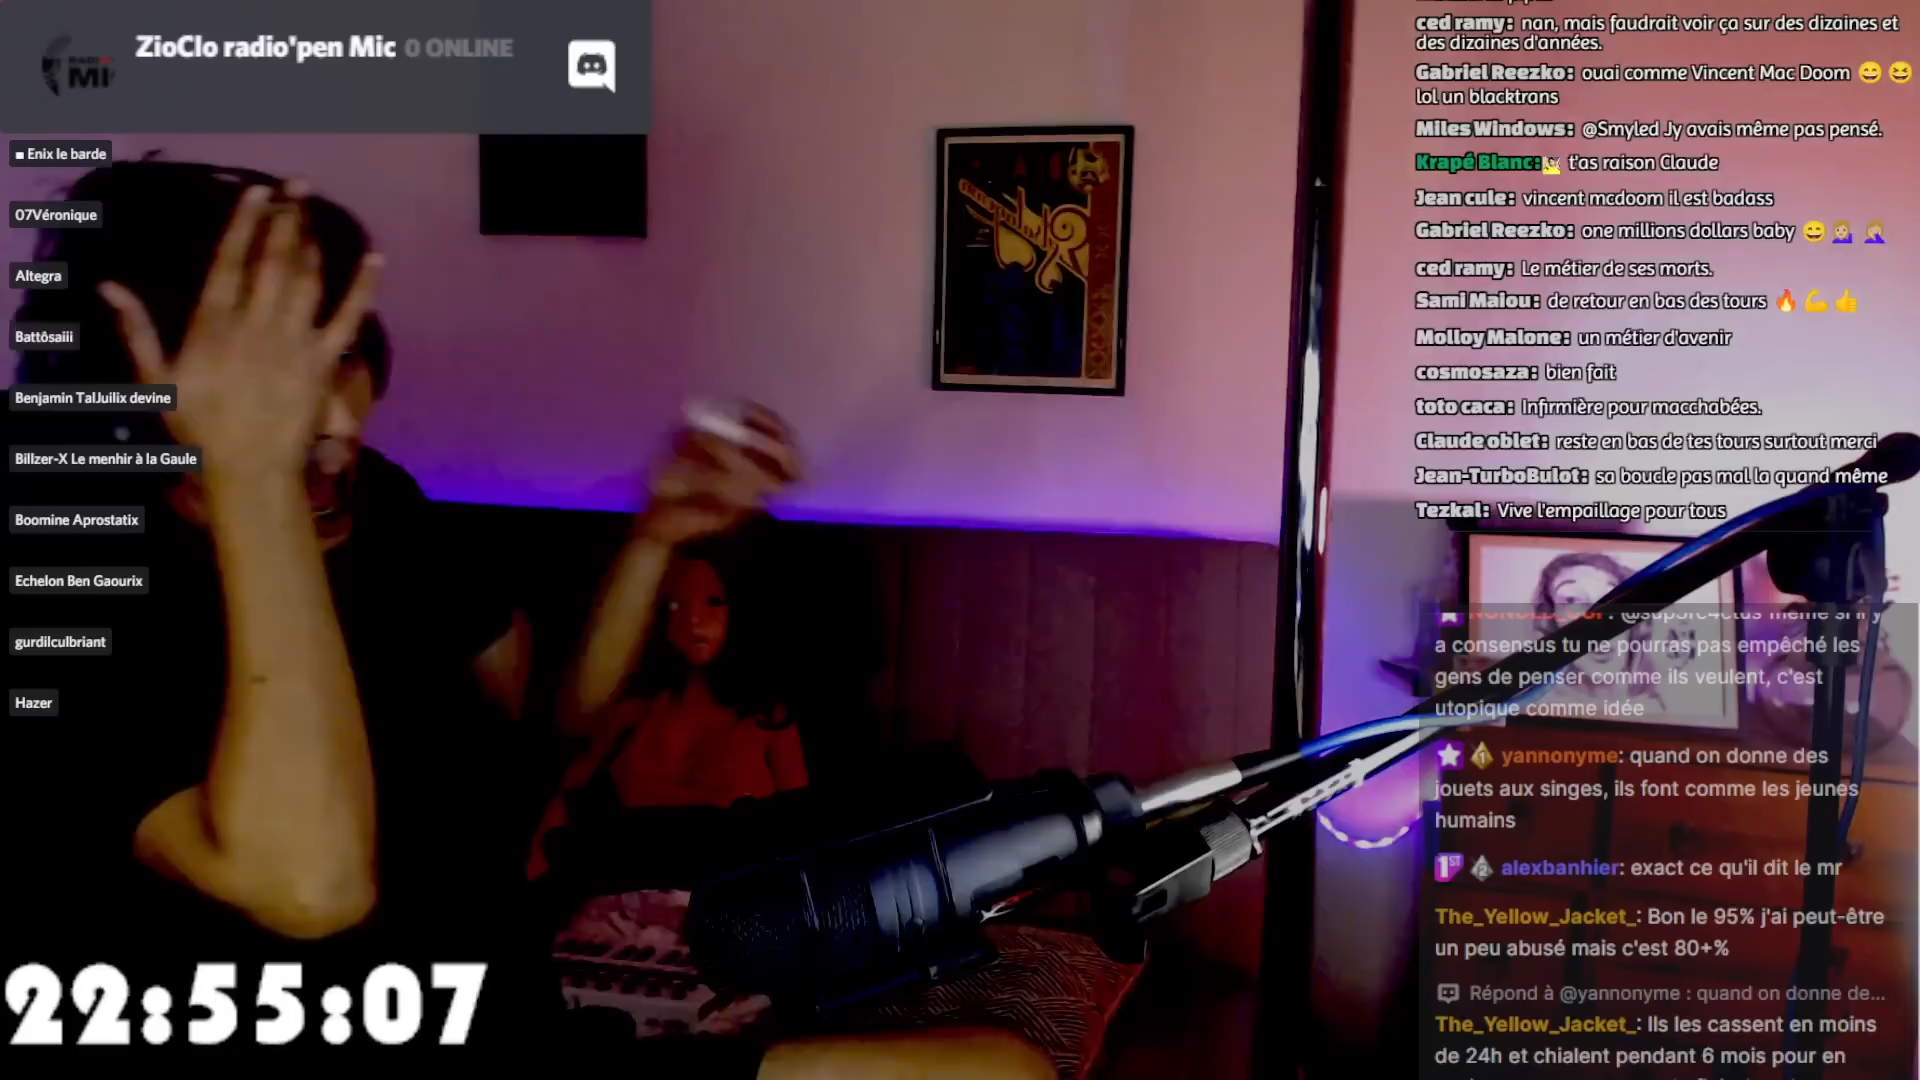 ZioClo radio'pen Mic 0 ONLINE
MI
Enix le barde
07Véronique
Altegra
Battôsaiii
Benjamin TalJuilix devine
Billzer-X Le menhir à la Gaule
Boomine Aprostatix
Echelon Ben Gaourix
gurdilculbriant
Hazer
22:55:07
ced ramy: nan, mais faudrait voir ça sur des dizaines et
des dizaines d'années.
Gabriel Reezko: ouai comme Vincent Mac Doom 😄 😆
lol un blacktrans
Miles Windows: @Smyled Jy avais même pas pensé.
Krapé Blanc: t'as raison Claude
Jean cule: vincent mcdoom il est badass
Gabriel Reezko: one millions dollars baby 😄 💁🏼‍♀️ 🤦🏼‍♀️
ced ramy: Le métier de ses morts.
Sami Maiou: de retour en bas des tours 🔥 💪 👍
Molloy Malone: un métier d'avenir
cosmosaza: bien fait
toto caca: Infirmière pour macchabées.
Claude oblet: reste en bas de tes tours surtout merci
Jean-TurboBulot: sa boucle pas mal la quand même
Tezkal: Vive l'empaillage pour tous
même si il y
a consensus tu ne pourras pas empêché les
gens de penser comme ils veulent, c'est
utopique comme idée
yannonyme: quand on donne des
jouets aux singes, ils font comme les jeunes
humains
1ST 2 alexbanhier: exact ce qu'il dit le mr
The_Yellow_Jacket_: Bon le 95% j'ai peut-être
un peu abusé mais c'est 80+%
Répond à @yannonyme : quand on donne de...
The_Yellow_Jacket_: Ils les cassent en moins
de 24h et chialent pendant 6 mois pour en